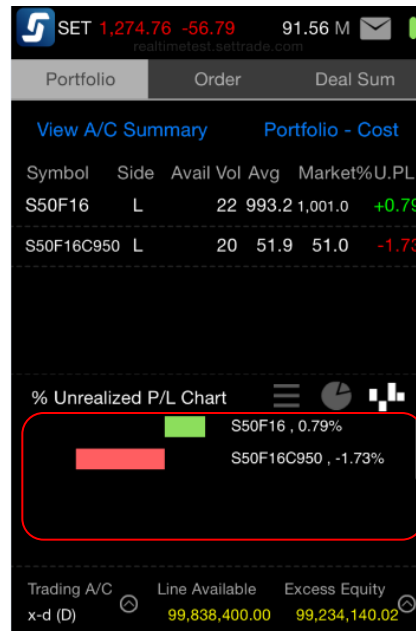 SET 1,274.76 -56.79 91.56 M
realtimetest.settrade.com
Portfolio Order Deal Sum
View A/C Summary Portfolio - Cost
Symbol Side Avail Vol Avg Market %U.PL
S50F16 L 22 993.2 1,001.0 +0.79
S50F16C950 L 20 51.9 51.0 -1.73
% Unrealized P/L Chart
S50F16 , 0.79%
S50F16C950 , -1.73%
Trading A/C Line Available Excess Equity
x-d (D) 99,838,400.00 99,234,140.02